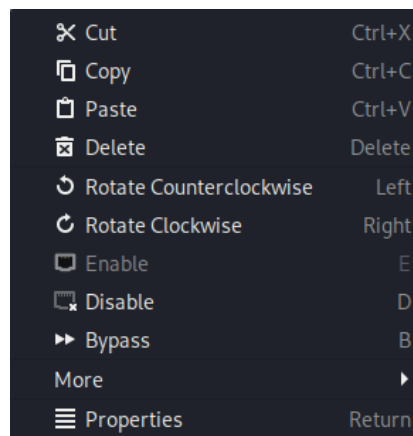 Cut Ctrl+X
Copy Ctrl+C
Paste Ctrl+V
Delete Delete
Rotate Counterclockwise Left
Rotate Clockwise Right
Enable E
Disable D
Bypass B
More
Properties Return